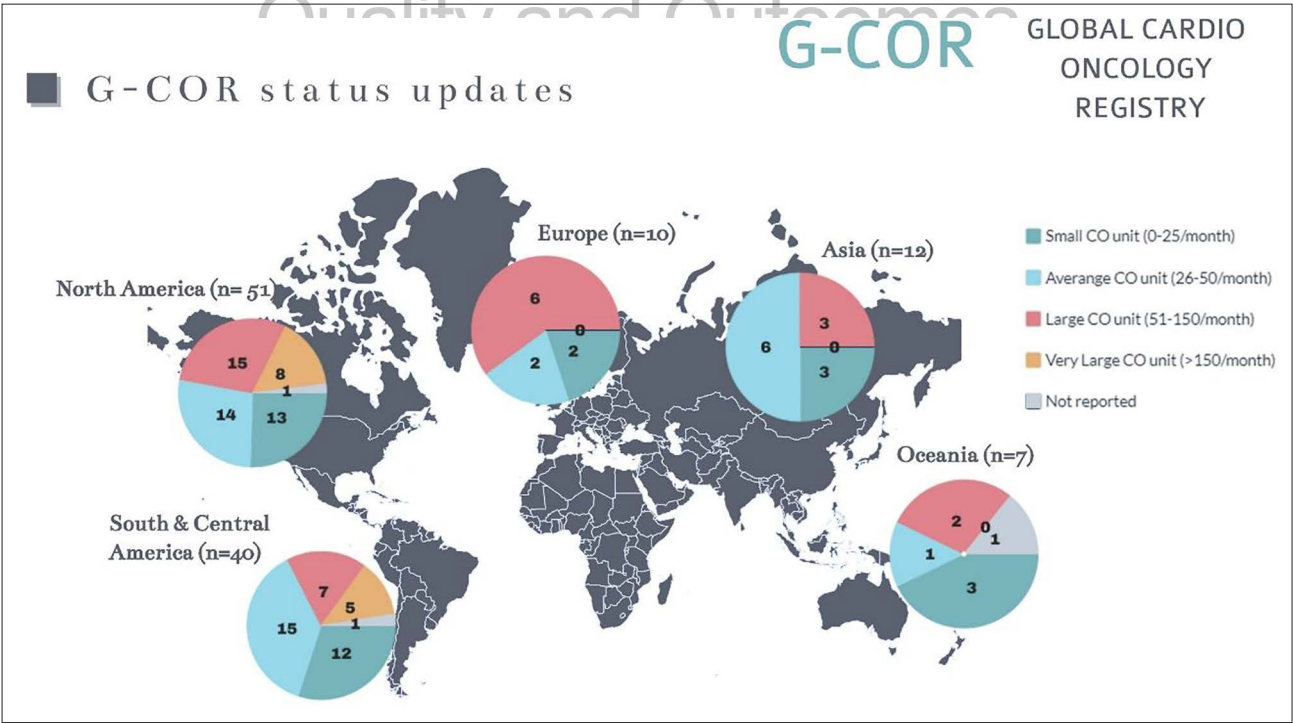 Quality and Outcomes
G-COR
GLOBAL CARDIO
ONCOLOGY
REGISTRY
G-COR status updates
Europe (n=10)
6
0
2
2
Asia (n=12)
3
6
0
3
North America (n= 51)
15
8
1
14
13
Small CO unit (0-25/month)
Averange CO unit (26-50/month)
Large CO unit (51-150/month)
Very Large CO unit (>150/month)
Not reported
Oceania (n=7)
2
0
1
1
3
South & Central
America (n=40)
7
5
1
15
12